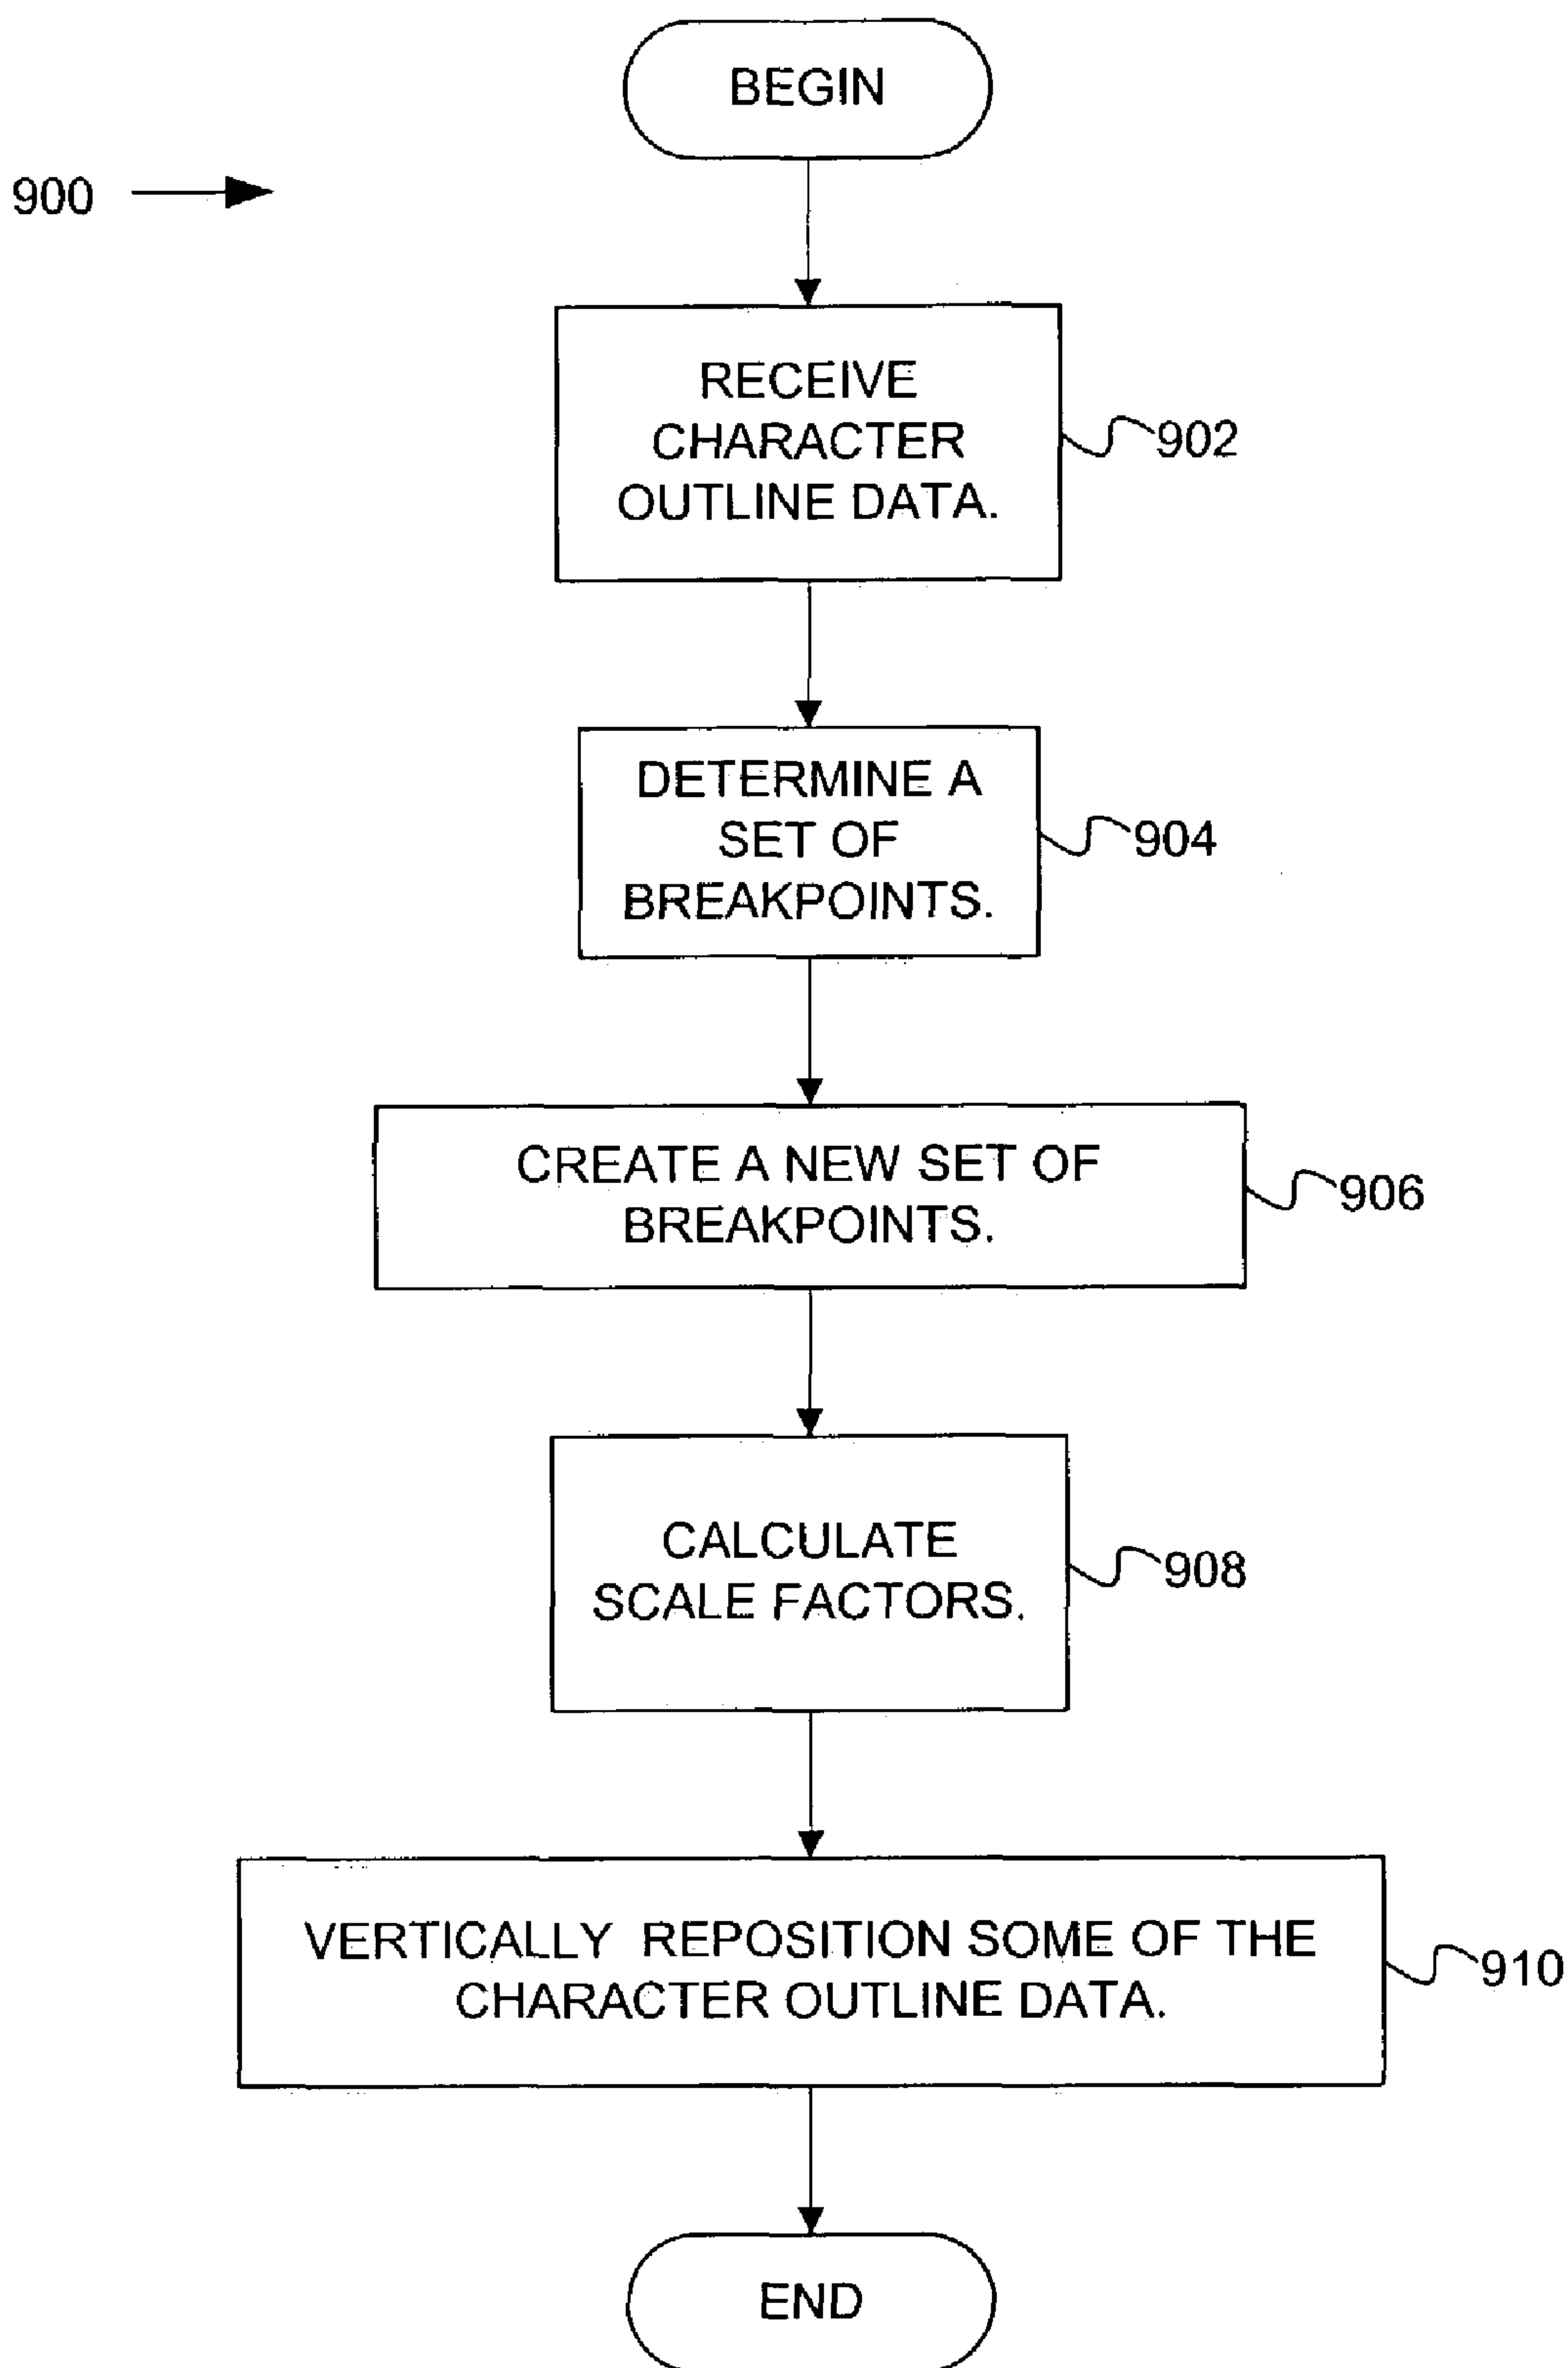 BEGIN
900
RECEIVE
CHARACTER
OUTLINE DATA.
902
DETERMINE A
SET OF
BREAKPOINTS.
904
CREATE A NEW SET OF
BREAKPOINTS.
906
CALCULATE
SCALE FACTORS.
908
VERTICALLY REPOSITION SOME OF THE
CHARACTER OUTLINE DATA.
910
END